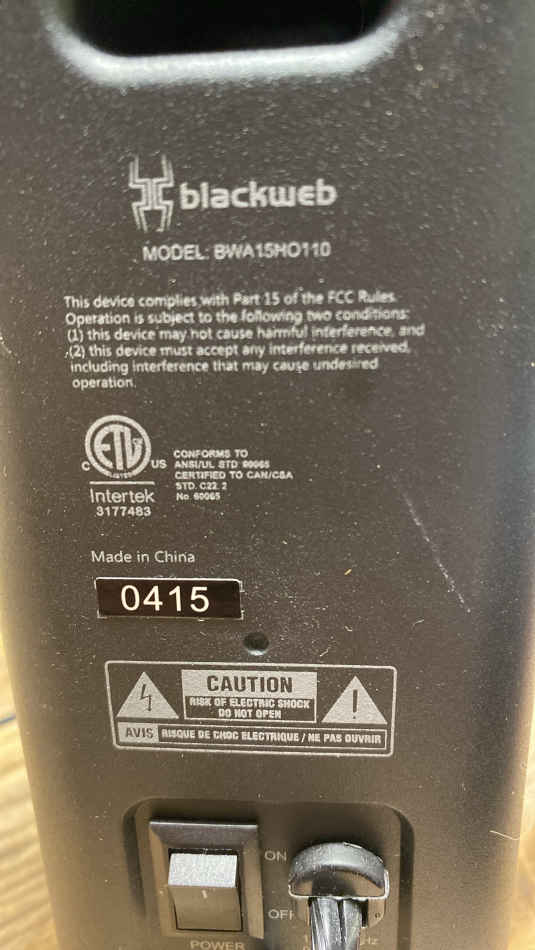 blackweb
MODEL: BWA15HO110
This device complies with Part 15 of the FCC Rules.
Operation is subject to the following two conditions:
(1) this device may not cause harmful interference, and
(2) this device must accept any interference received,
including interference that may cause undesired
operation.
ETL
LISTED
C US
CONFORMS TO
ANSI/UL STD 60065
CERTIFIED TO CAN/CSA
STD. C22.2
No. 60065
Intertek
3177483
Made in China
0415
CAUTION
RISK OF ELECTRIC SHOCK
DO NOT OPEN
AVIS RISQUE DE CHOC ELECTRIQUE / NE PAS OUVRIR
ON
OFF
POWER